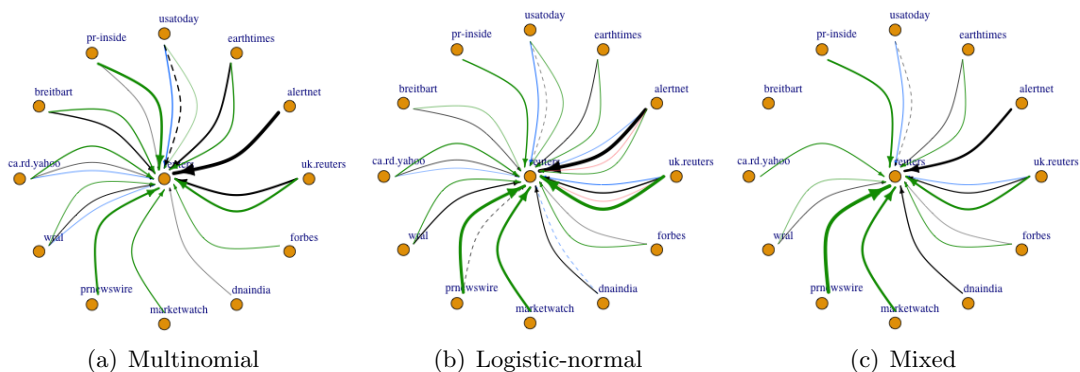 usatoday
pr-inside
earthtimes
breitbart
alertnet
ca.rd.yahoo
reuters
uk.reuters
wral
forbes
prnewswire
dnaindia
marketwatch
(a) Multinomial
usatoday
pr-inside
earthtimes
breitbart
alertnet
ca.rd.yahoo
reuters
uk.reuters
wral
forbes
prnewswire
dnaindia
marketwatch
(b) Logistic-normal
usatoday
pr-inside
earthtimes
breitbart
alertnet
ca.rd.yahoo
reuters
uk.reuters
wral
forbes
prnewswire
dnaindia
marketwatch
(c) Mixed